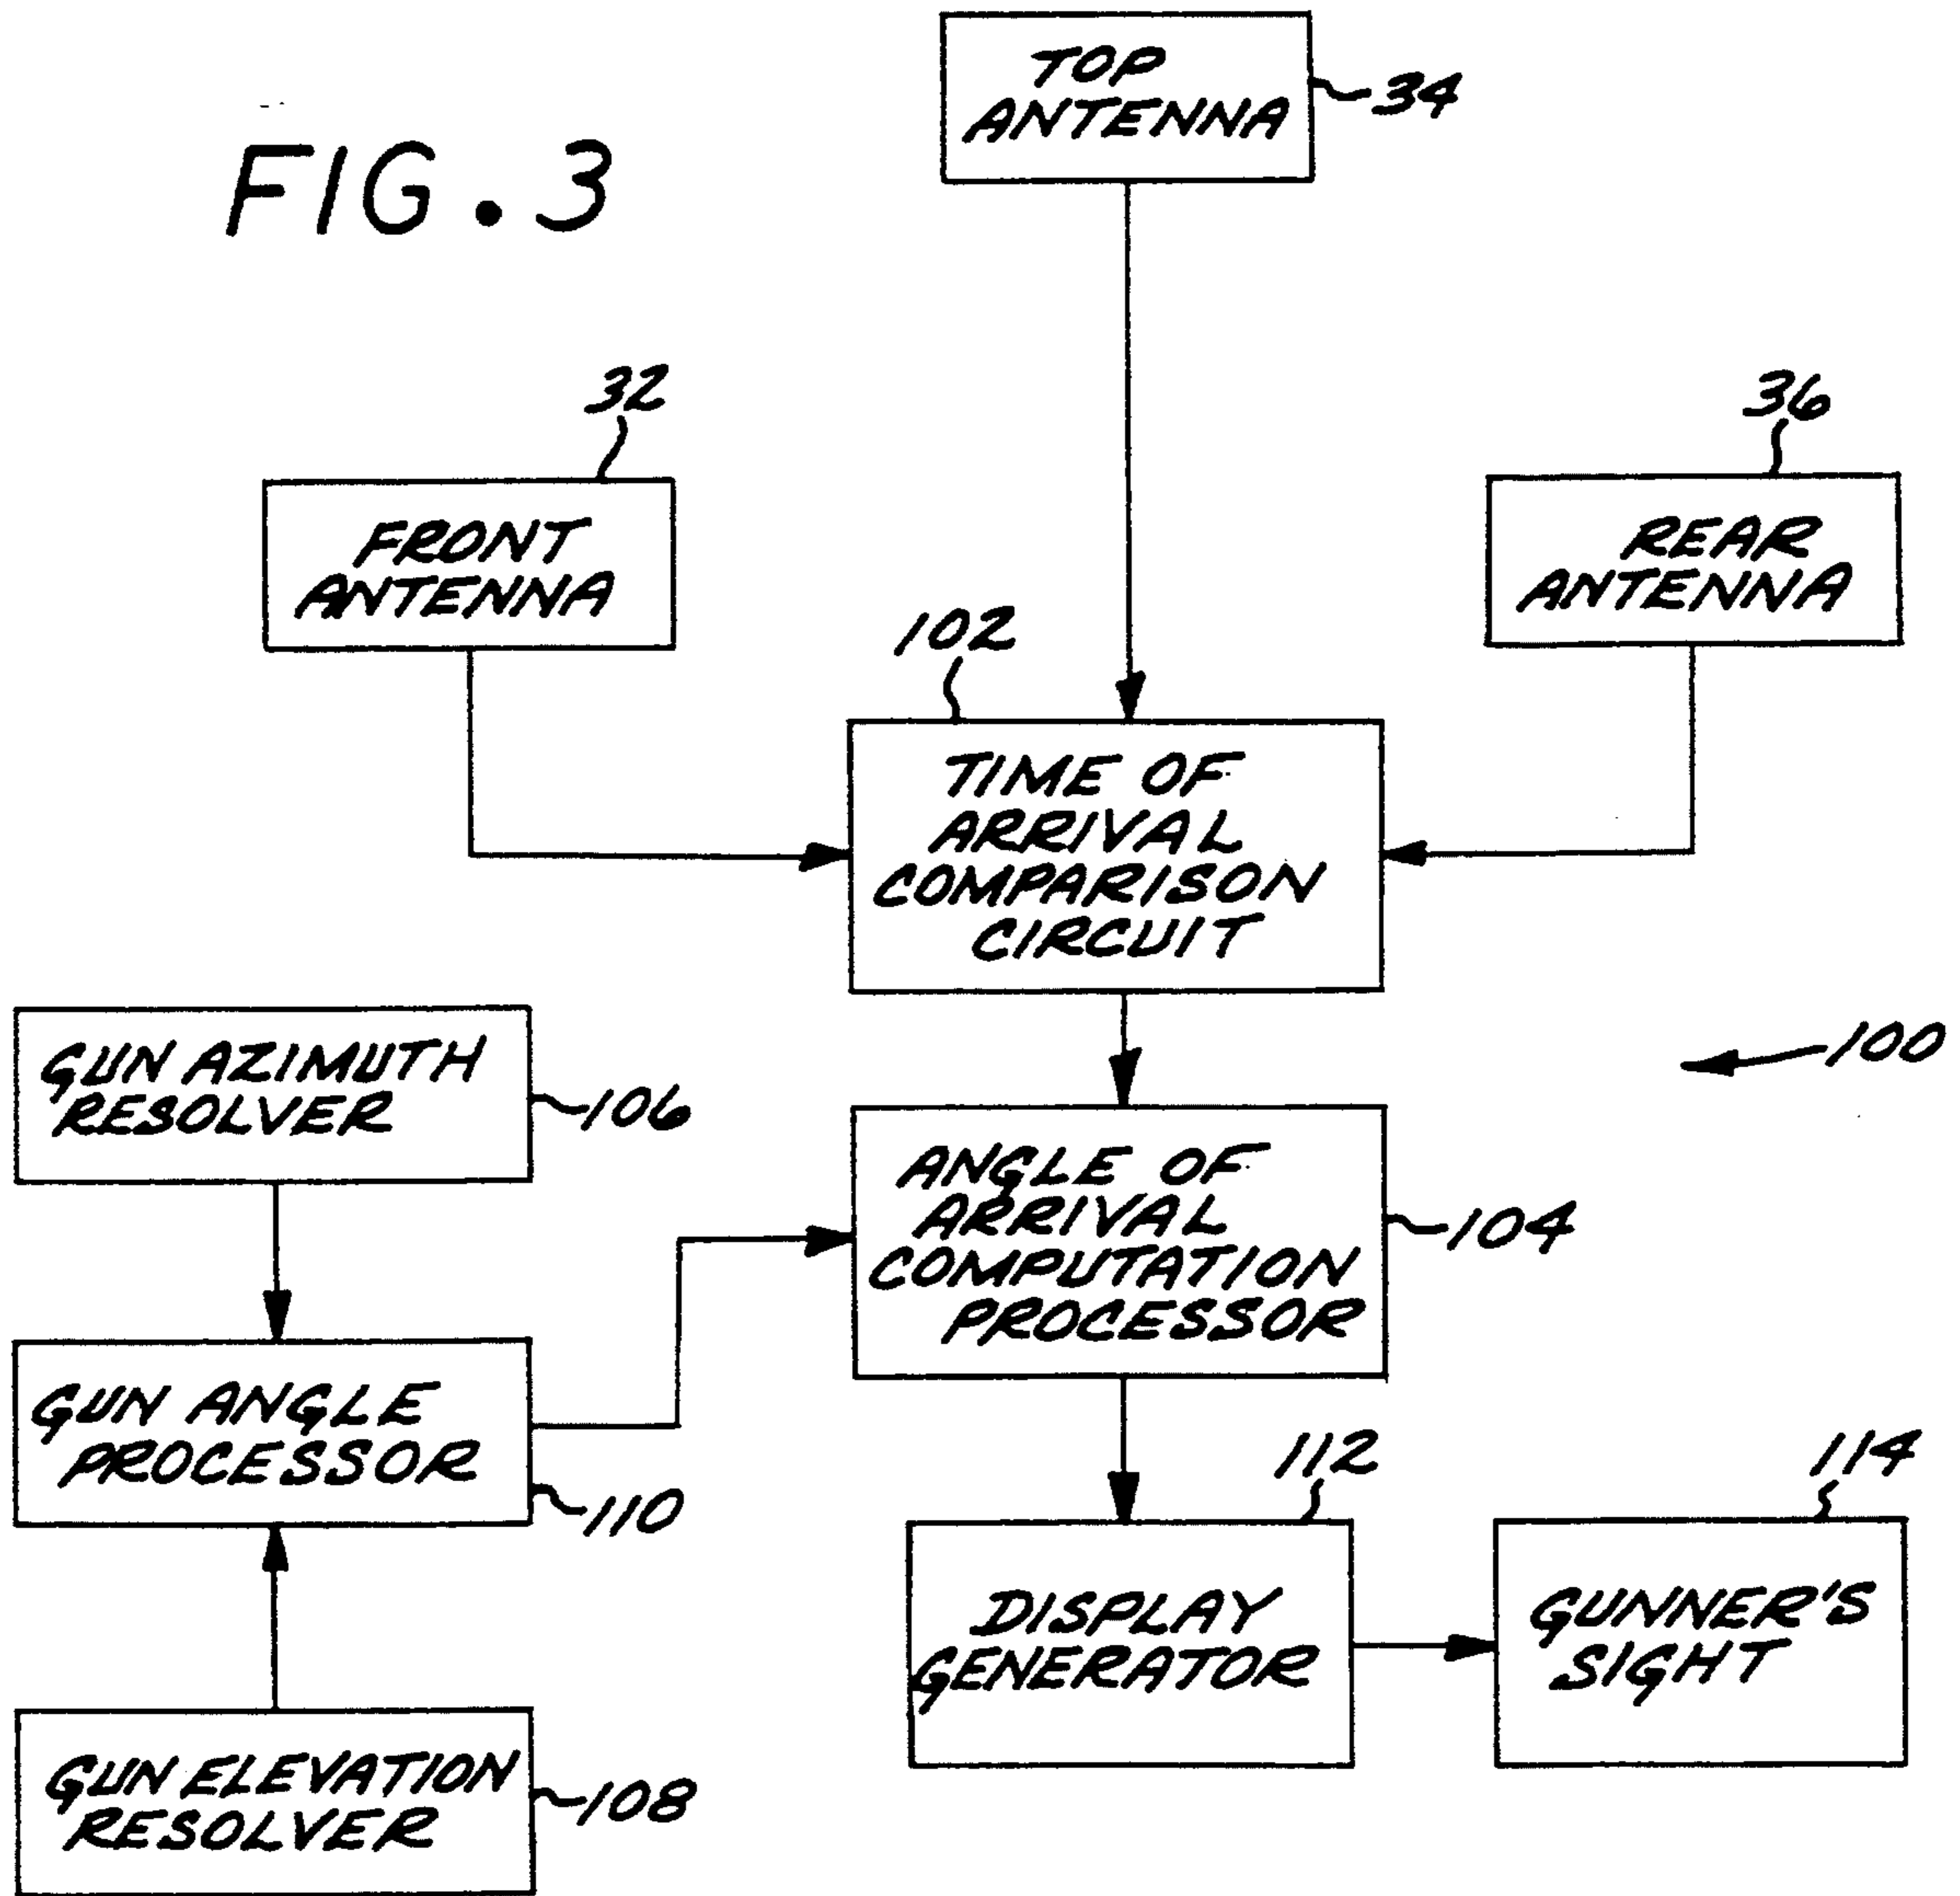 FIG. 3
TOP
ANTENNA
34
32
FRONT
ANTENNA
36
REAR
ANTENNA
102
TIME OF
ARRIVAL
COMPARISON
CIRCUIT
100
GUN AZIMUTH
RESOLVER
106
ANGLE OF
ARRIVAL
COMPUTATION
PROCESSOR
104
GUN ANGLE
PROCESSOR
110
112
DISPLAY
GENERATOR
114
GUNNER'S
SIGHT
GUN ELEVATION
RESOLVER
108